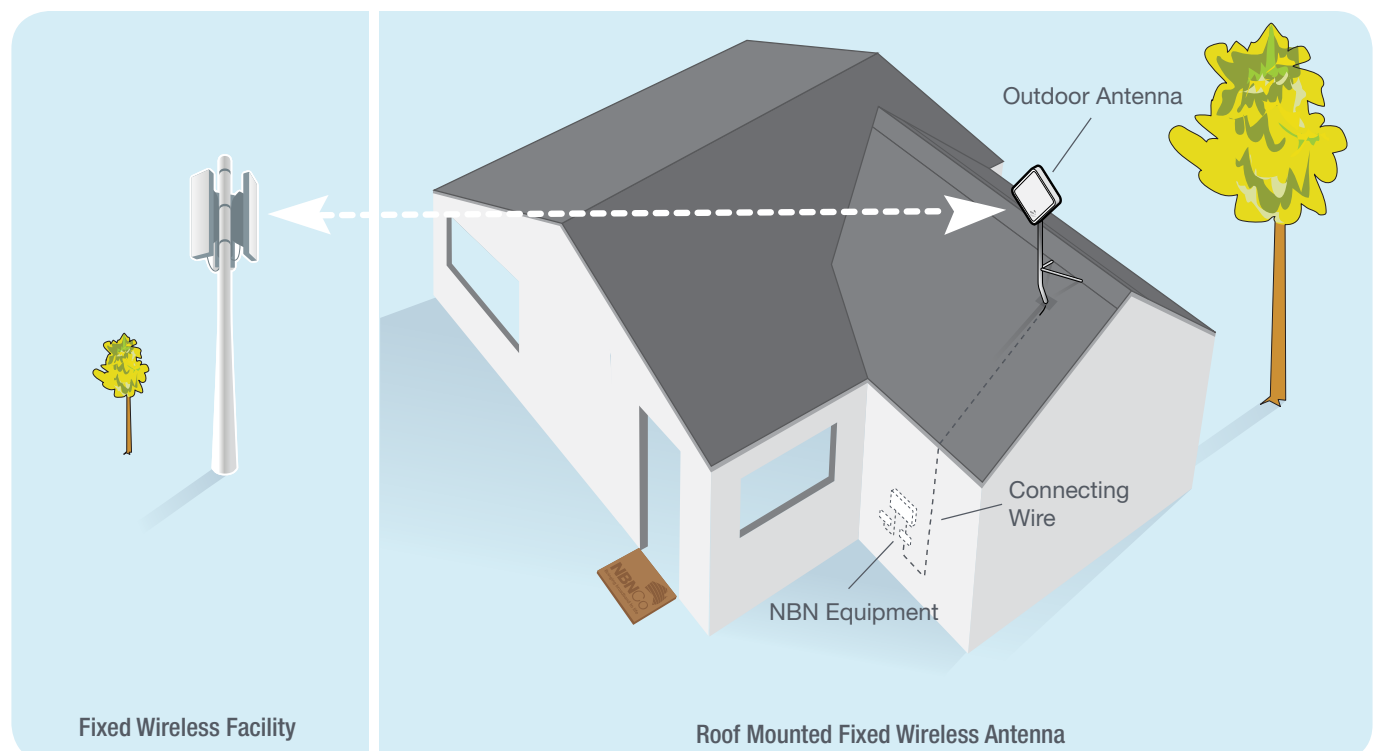 Outdoor Antenna
Connecting
Wire
NBN Equipment
NBNCo
Fixed Wireless Facility
Roof Mounted Fixed Wireless Antenna